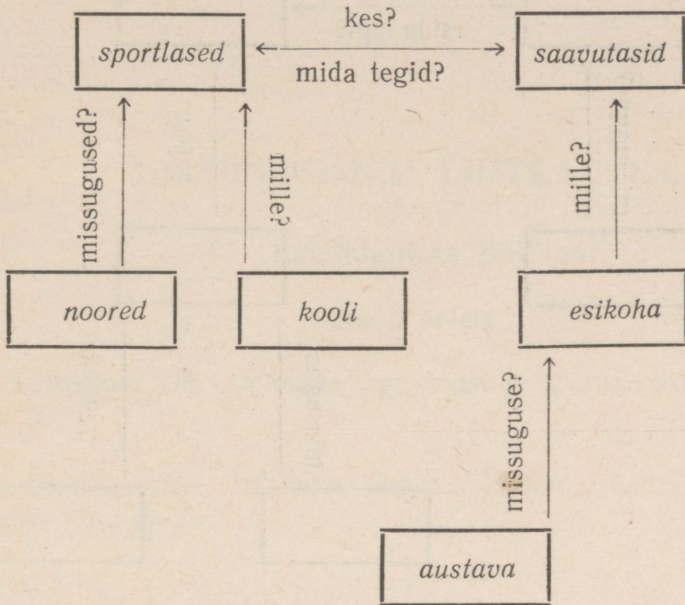 kes?
sportlased
saavutasid
mida tegid?
missugused?
mille?
mille?
noored
kooli
esikoha
missuguse?
austava